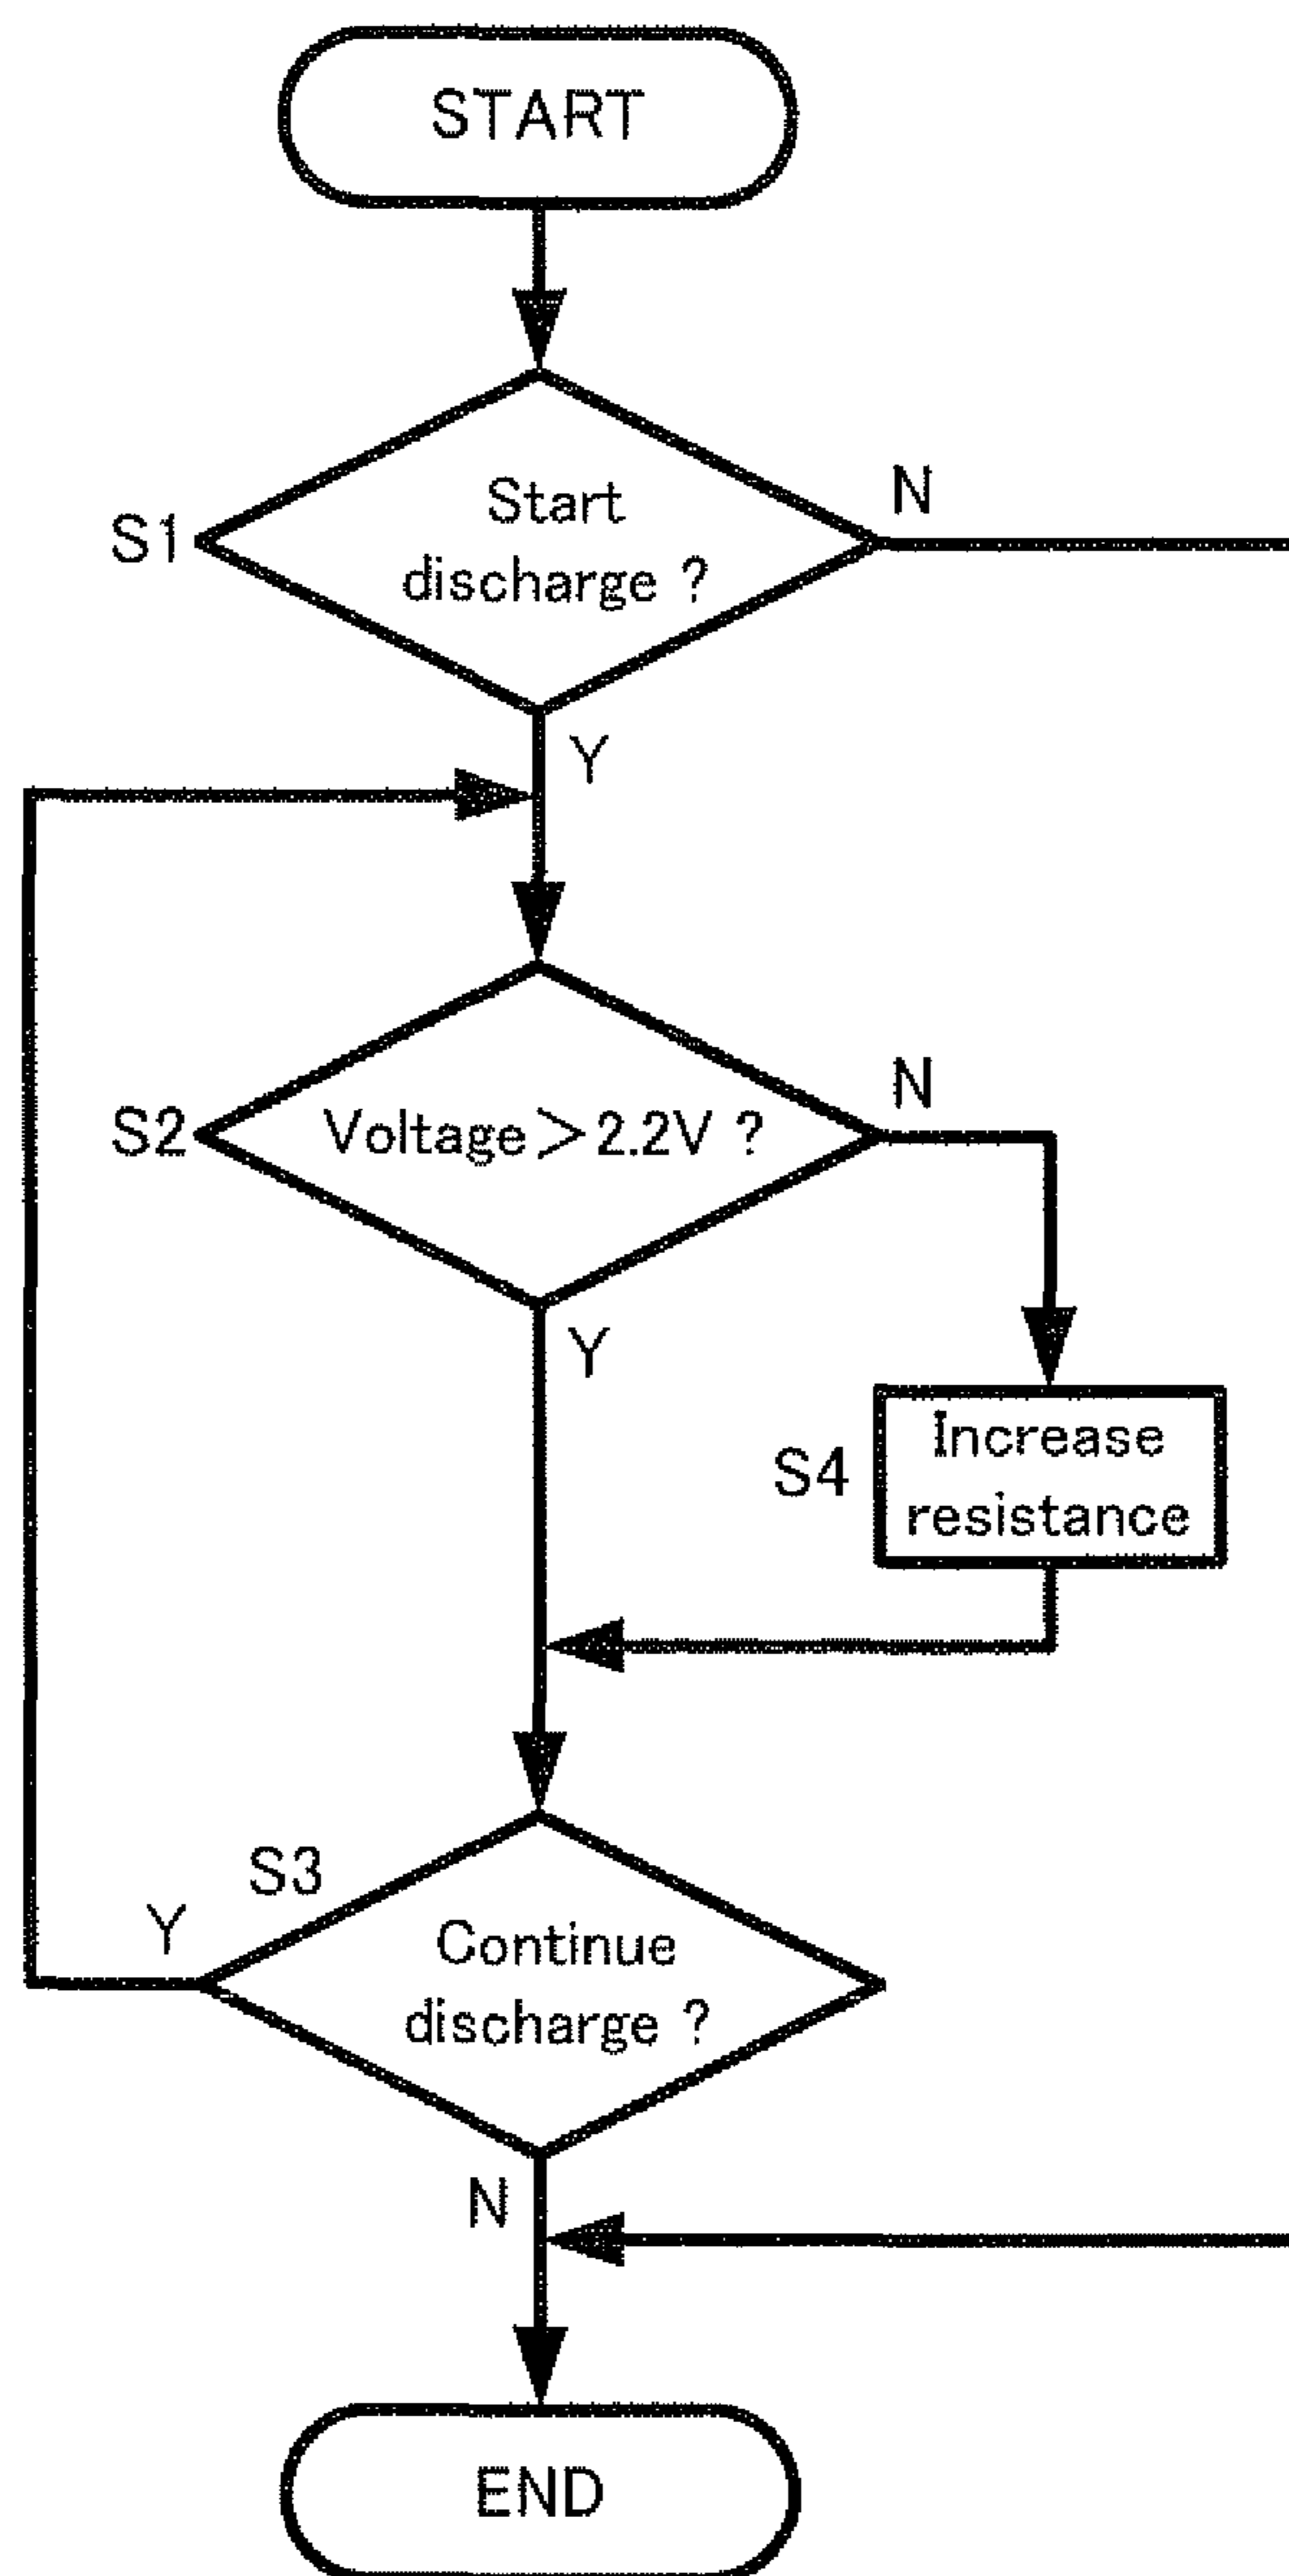 START
S1
Start
discharge ?
N
Y
S2
Voltage＞2.2V ?
N
Y
S4
Increase
resistance
S3
Y
Continue
discharge ?
N
END